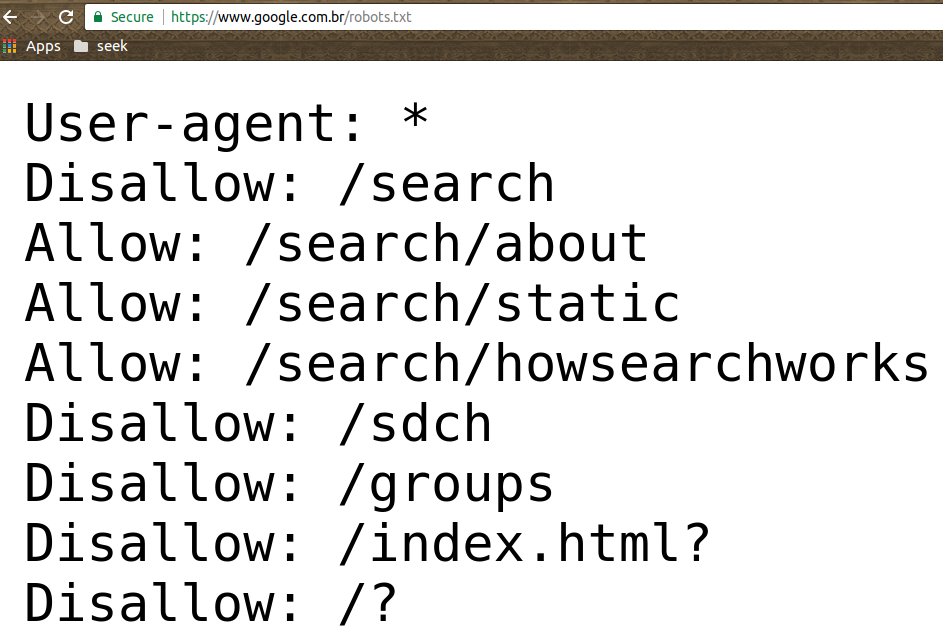 Secure https://www.google.com.br/robots.txt
Apps seek
User-agent: *
Disallow: /search
Allow: /search/about
Allow: /search/static
Allow: /search/howsearchworks
Disallow: /sdch
Disallow: /groups
Disallow: /index.html?
Disallow: /?